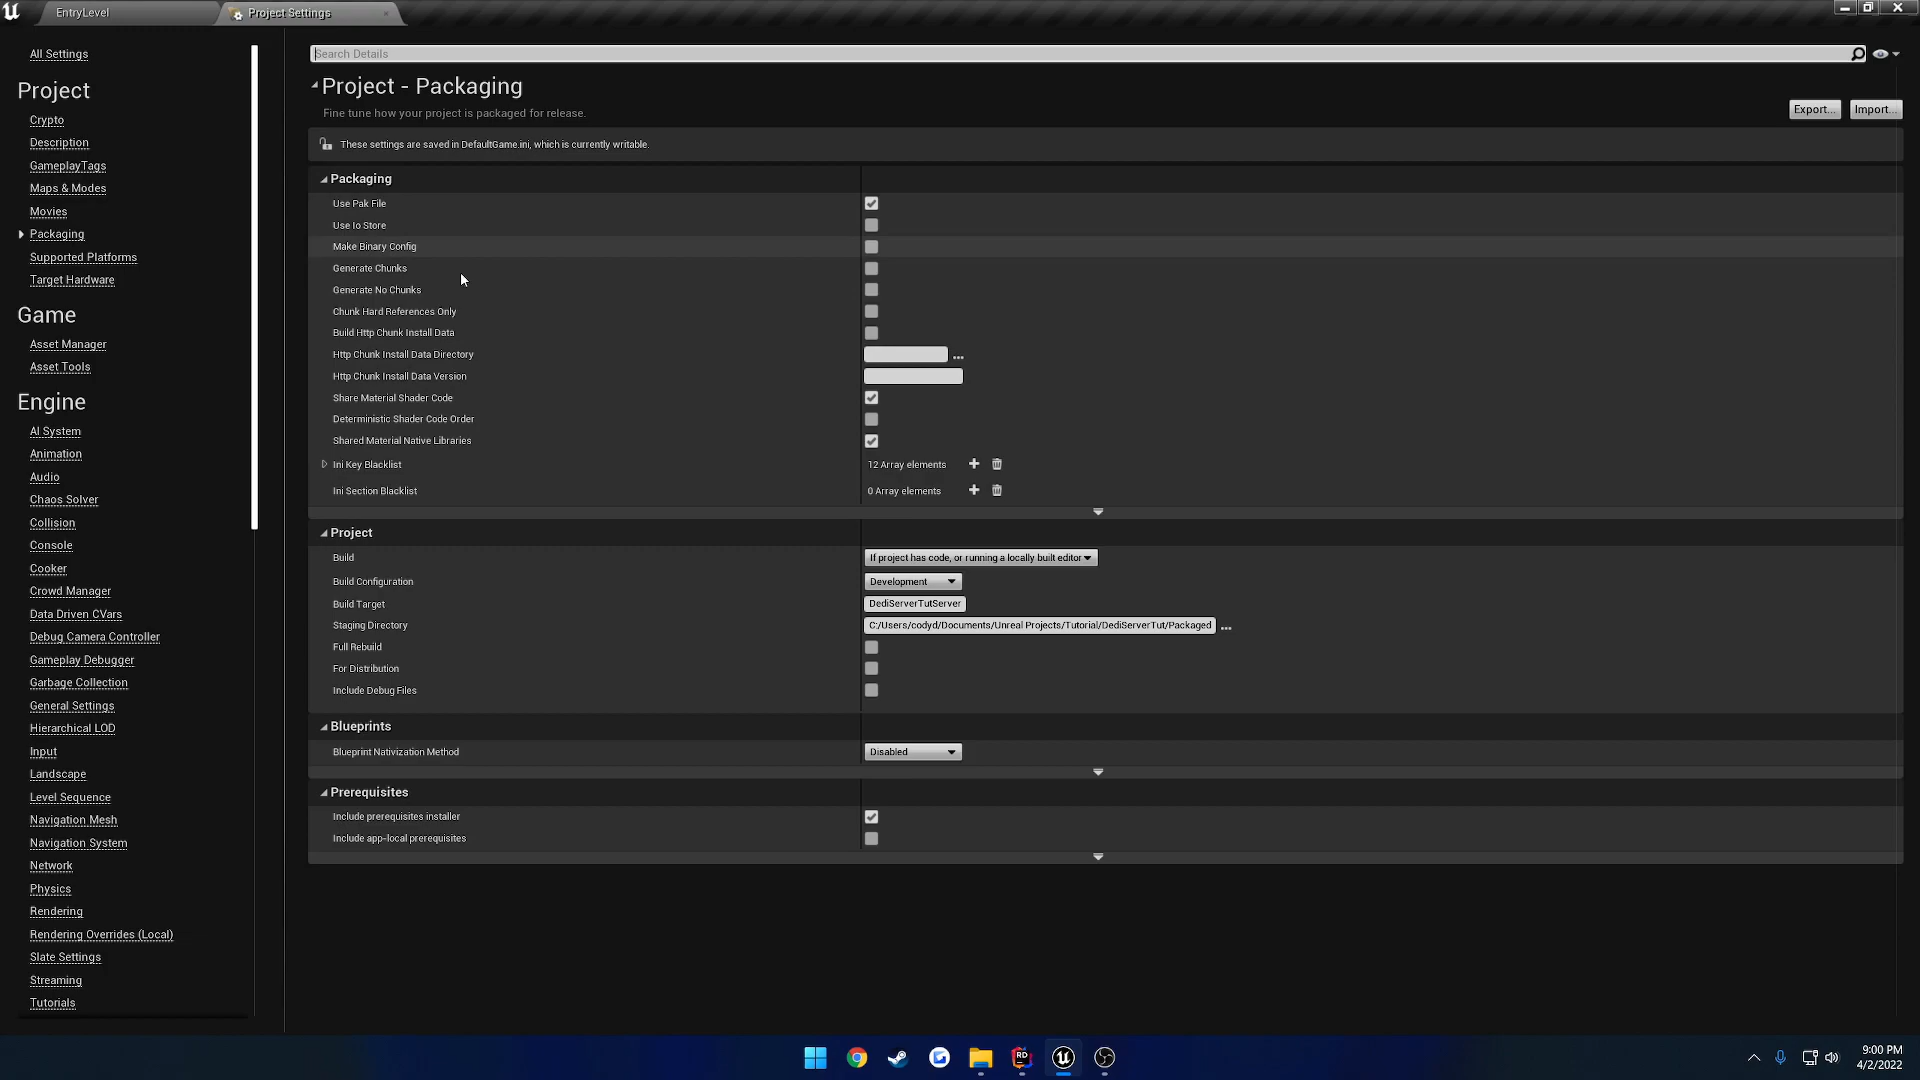 EntryLevel
Project Settings
All Settings
Project
Crypto
Description
GameplayTags
Maps & Modes
Movies
Packaging
Supported Platforms
Target Hardware
Game
Asset Manager
Asset Tools
Engine
AI System
Animation
Audio
Chaos Solver
Collision
Console
Cooker
Crowd Manager
Data Driven CVars
Debug Camera Controller
Gameplay Debugger
Garbage Collection
General Settings
Hierarchical LOD
Input
Landscape
Level Sequence
Navigation Mesh
Navigation System
Network
Physics
Rendering
Rendering Overrides (Local)
Slate Settings
Streaming
Tutorials
Search Details
Project - Packaging
Fine tune how your project is packaged for release.
Export...
Import...
These settings are saved in DefaultGame.ini, which is currently writable.
Packaging
Use Pak File
Use Io Store
Make Binary Config
Generate Chunks
Generate No Chunks
Chunk Hard References Only
Build Http Chunk Install Data
Http Chunk Install Data Directory
...
Http Chunk Install Data Version
Share Material Shader Code
Deterministic Shader Code Order
Shared Material Native Libraries
Ini Key Blacklist 12 Array elements
Ini Section Blacklist 0 Array elements
Project
Build If project has code, or running a locally built editor
Build Configuration Development
Build Target DediServerTutServer
Staging Directory C:/Users/codyd/Documents/Unreal Projects/Tutorial/DediServerTut/Packaged ...
Full Rebuild
For Distribution
Include Debug Files
Blueprints
Blueprint Nativization Method Disabled
Prerequisites
Include prerequisites installer
Include app-local prerequisites
RD
9:00 PM
4/2/2022